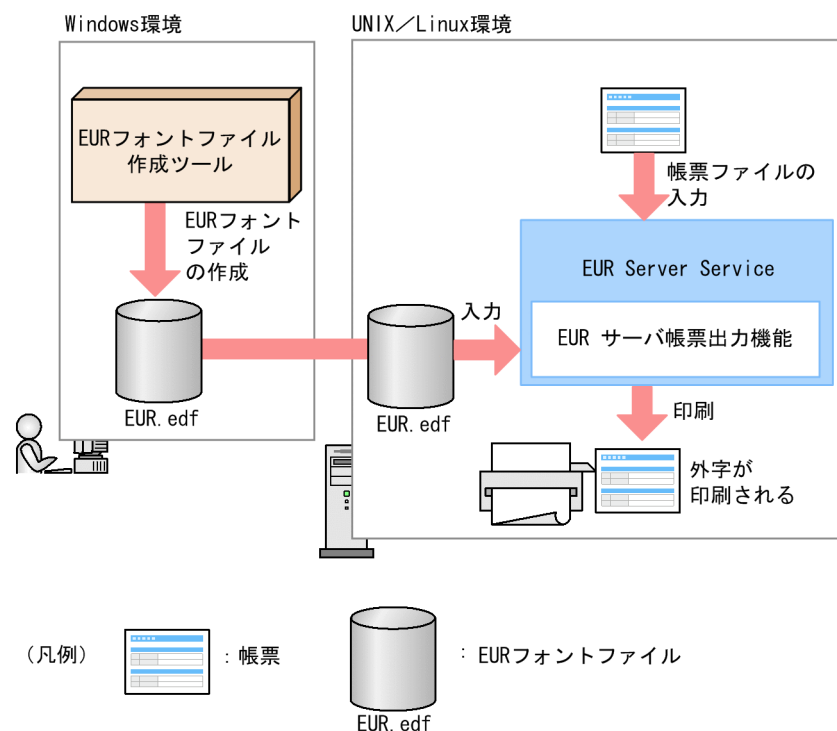 Windows環境
EURフォントファイル
作成ツール
EURフォント
ファイル
の作成
EUR.edf
UNIX／Linux環境
帳票ファイルの
入力
EUR Server Service
EUR サーバ帳票出力機能
入力
EUR.edf
印刷
外字が
印刷される
（凡例）
：帳票
：EURフォントファイル
EUR.edf